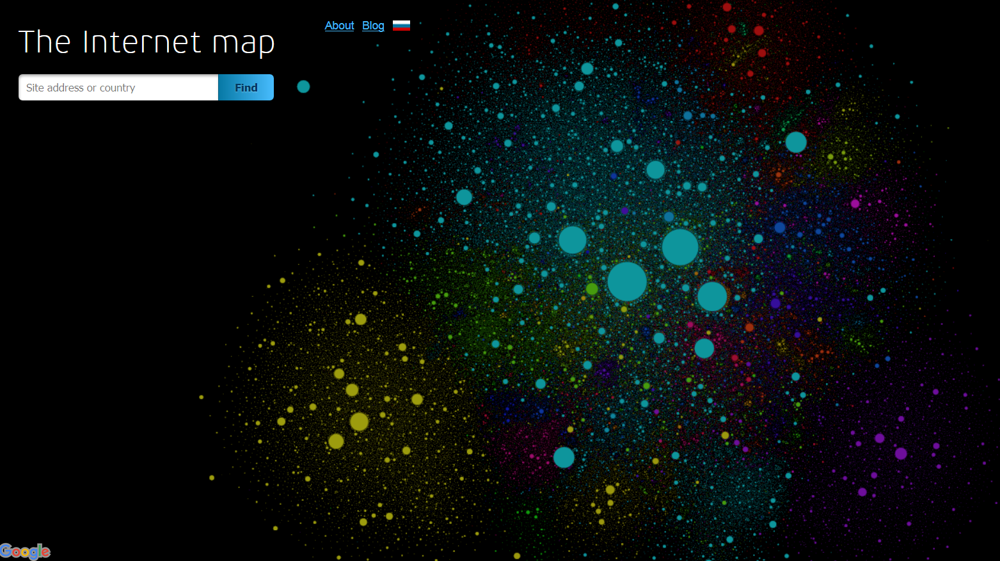 The Internet map
About Blog
Site address or country
Find
Google